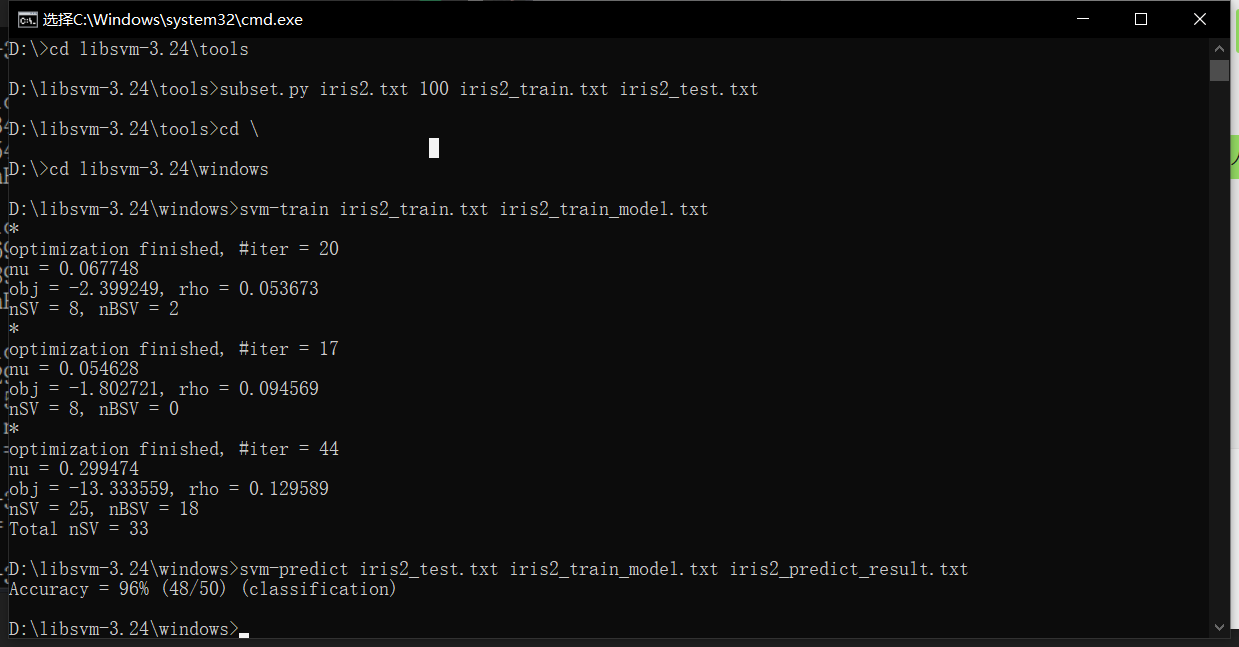 选择C:\Windows\system32\cmd.exe
D:\>cd libsvm-3.24\tools
D:\libsvm-3.24\tools>subset.py iris2.txt 100 iris2_train.txt iris2_test.txt
D:\libsvm-3.24\tools>cd \
D:\>cd libsvm-3.24\windows
D:\libsvm-3.24\windows>svm-train iris2_train.txt iris2_train_model.txt
*
optimization finished, #iter = 20
nu = 0.067748
obj = -2.399249, rho = 0.053673
nSV = 8, nBSV = 2
*
optimization finished, #iter = 17
nu = 0.054628
obj = -1.802721, rho = 0.094569
nSV = 8, nBSV = 0
*
optimization finished, #iter = 44
nu = 0.299474
obj = -13.333559, rho = 0.129589
nSV = 25, nBSV = 18
Total nSV = 33
D:\libsvm-3.24\windows>svm-predict iris2_test.txt iris2_train_model.txt iris2_predict_result.txt
Accuracy = 96% (48/50) (classification)
D:\libsvm-3.24\windows>